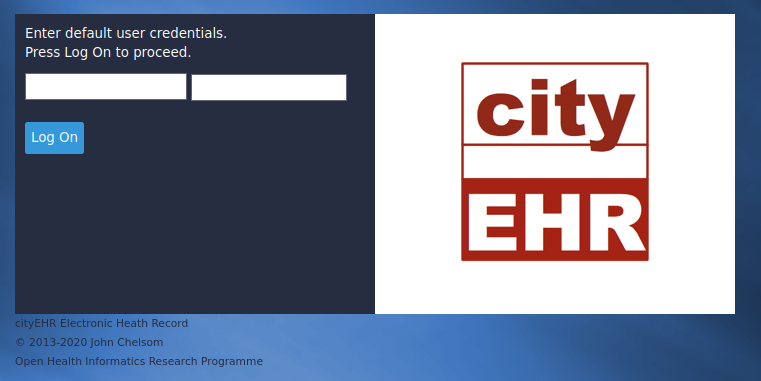 Enter default user credentials.
Press Log On to proceed.
Log On
city
EHR
cityEHR Electronic Heath Record
© 2013-2020 John Chelsom
Open Health Informatics Research Programme